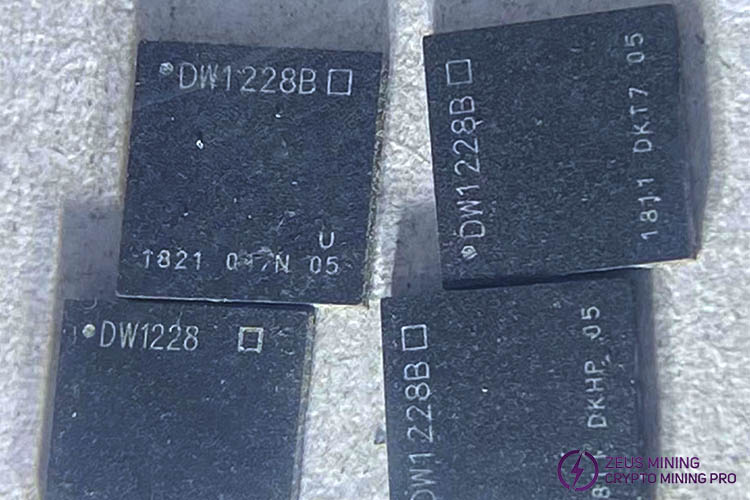 DW1228B
U
1821 05
DW1228B
1811 DKT7 05
DW1228
DW1228B
DKHP 05
ZEUS MINING
CRYPTO MINING PRO